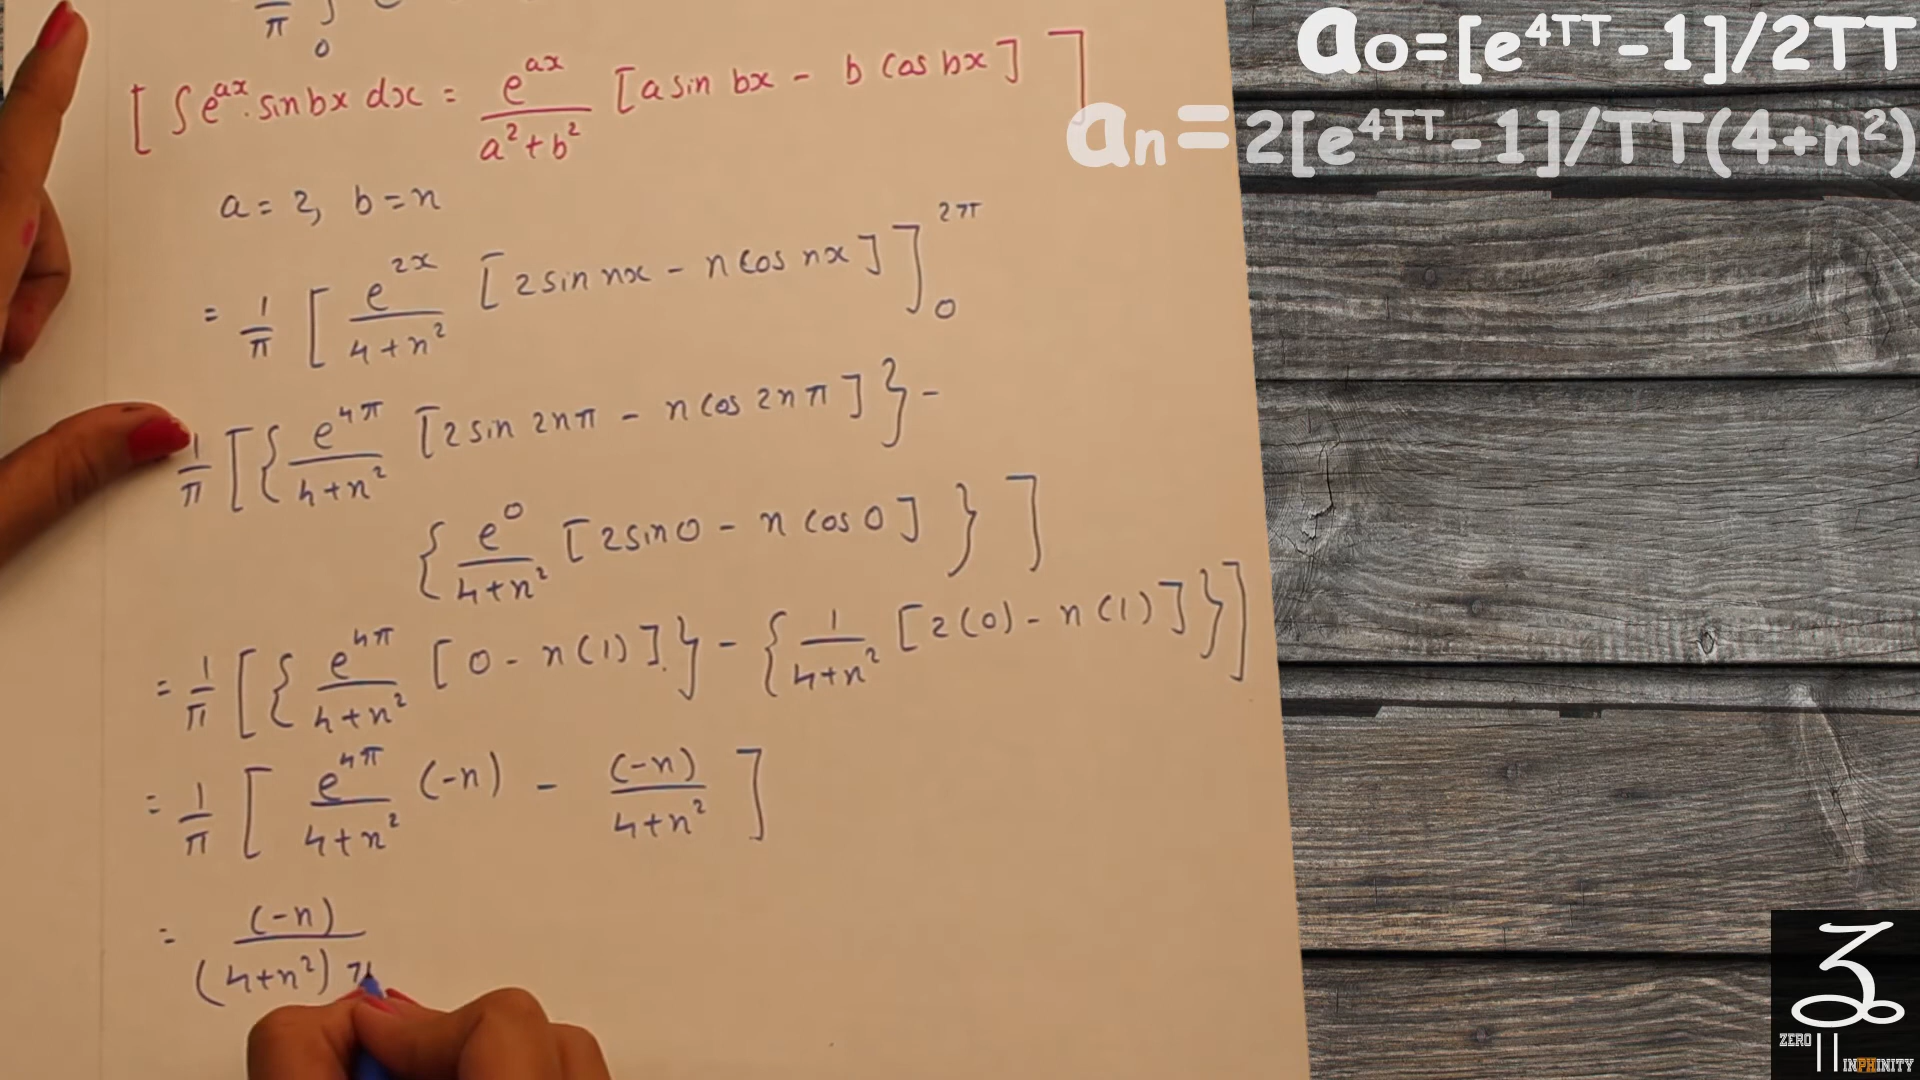 1/π ∫ 0
[ ∫ e^{ax}. sin bx dx = e^{ax}/(a²+b²) [a sin bx - b cos bx] ]
a = 2, b = n
= 1/π [ e^{2x}/(4+n²) [2 sin nx - n cos nx] ]_0^{2π}
1/π [ { e^{4π}/(4+n²) [2 sin 2nπ - n cos 2nπ] } -
{ e^0/(4+n²) [2 sin 0 - n cos 0] } ]
= 1/π [ { e^{4π}/(4+n²) [0 - n(1)] } - { 1/(4+n²) [2(0) - n(1)] } ]
= 1/π [ e^{4π}/(4+n²) (-n) - (-n)/(4+n²) ]
= (-n)/(4+n²)π
a₀=[e^{4π}-1]/2π
aₙ=2[e^{4π}-1]/π(4+n²)
ZERO
INPHINITY